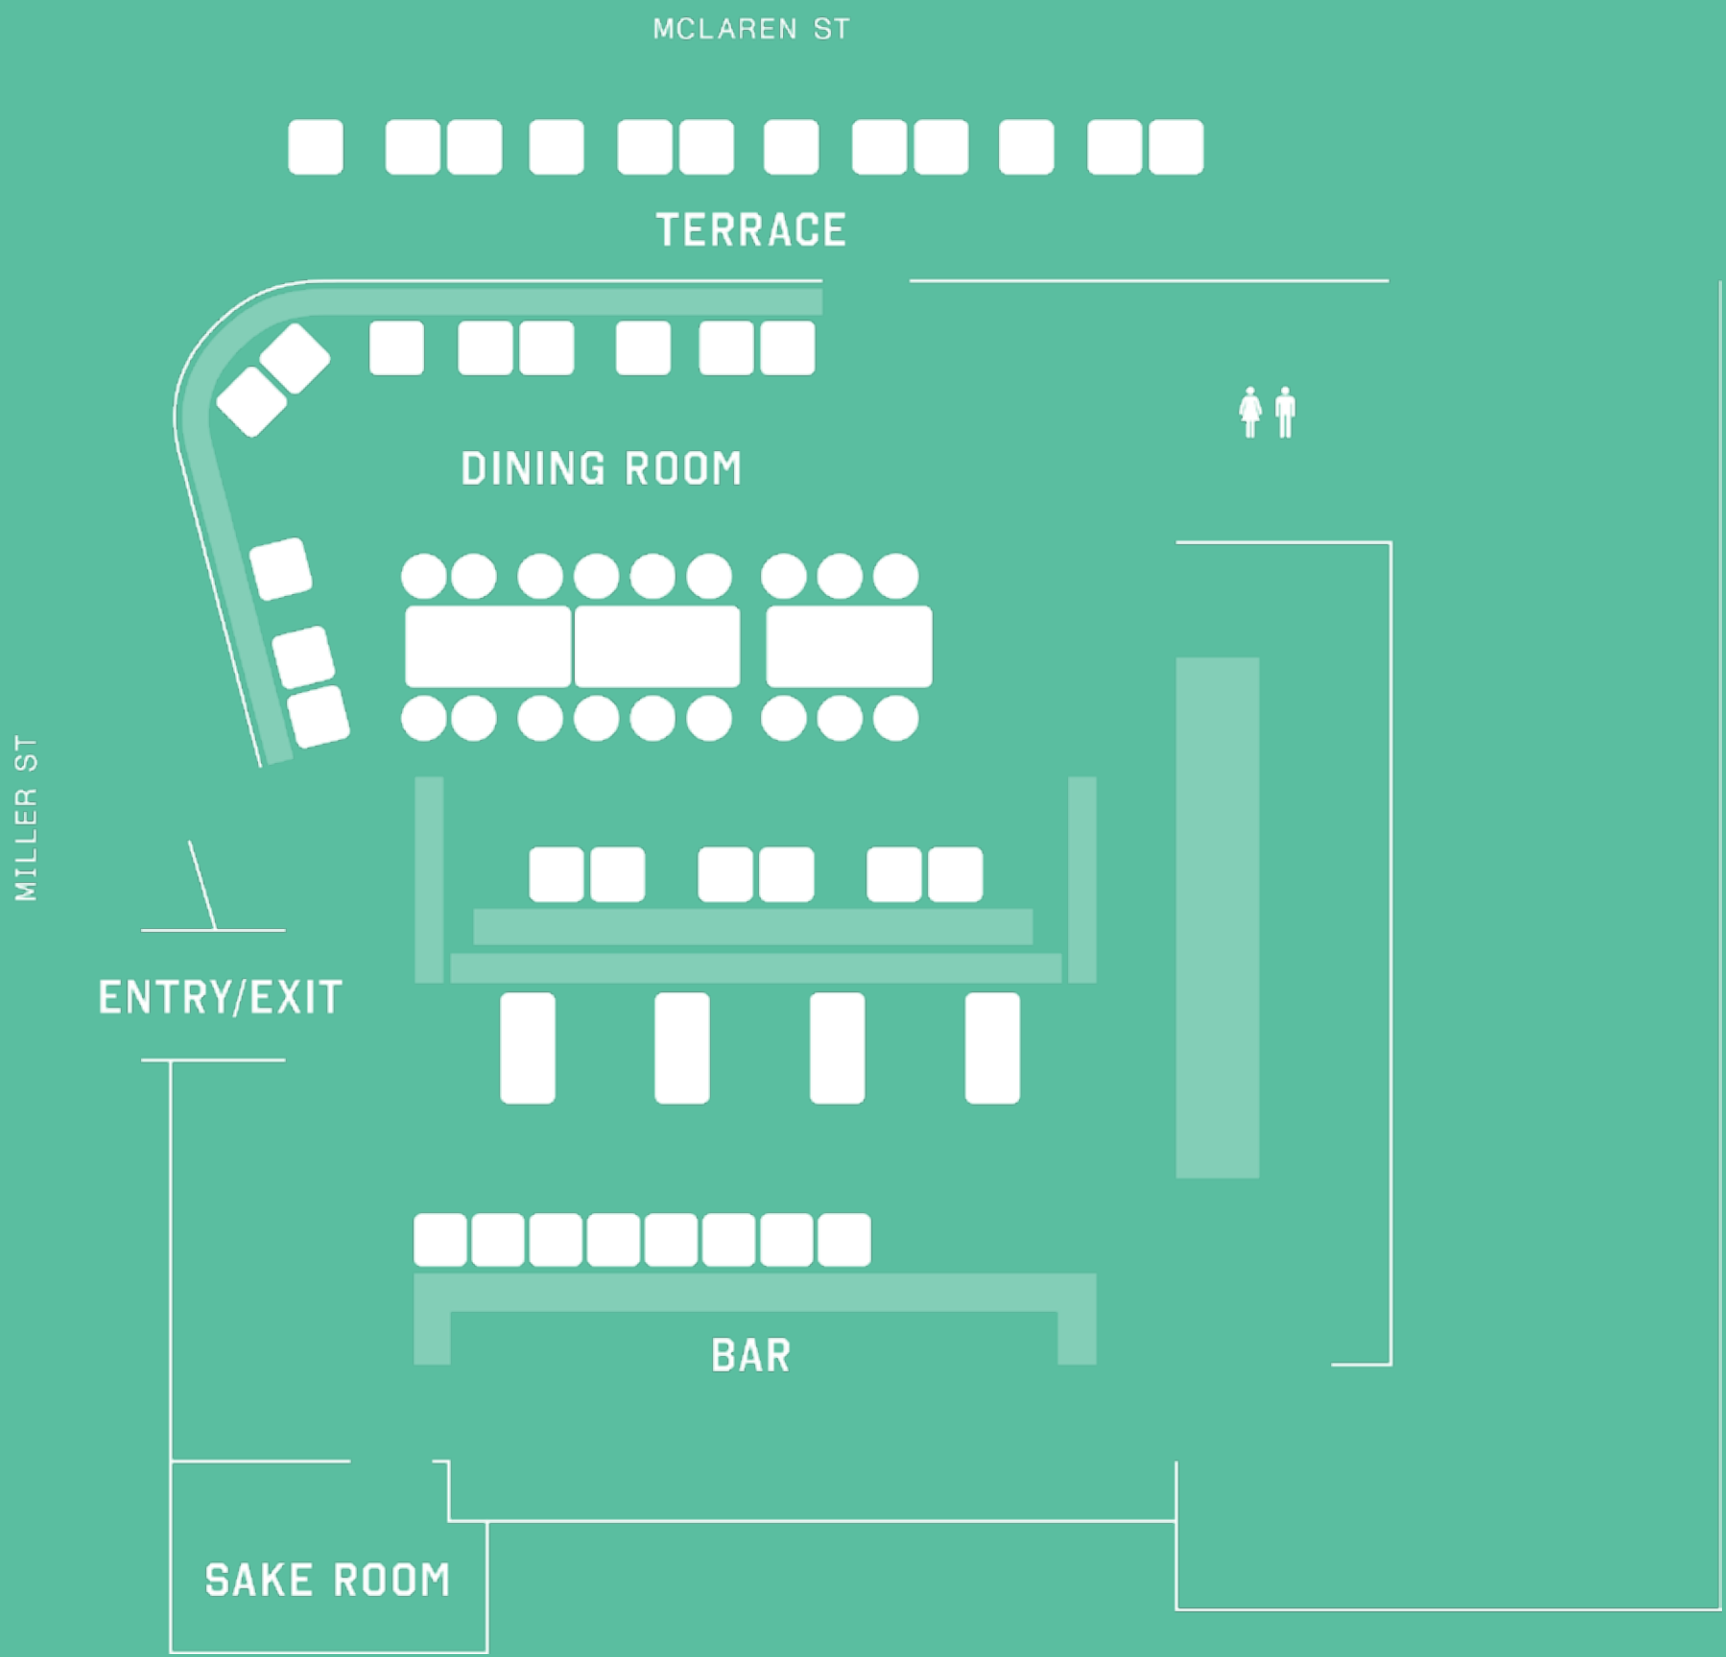 MCLAREN ST
TERRACE
DINING ROOM
MILLER ST
ENTRY/EXIT
BAR
SAKE ROOM